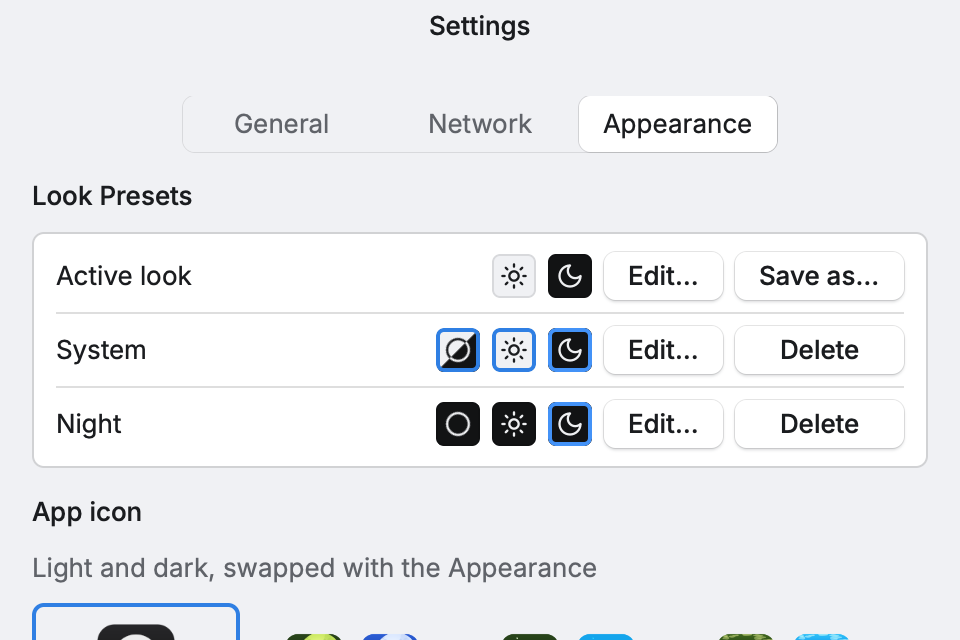 Settings
General
Network
Appearance
Look Presets
Active look
Edit...
Save as...
System
Edit...
Delete
Night
Edit...
Delete
App icon
Light and dark, swapped with the Appearance